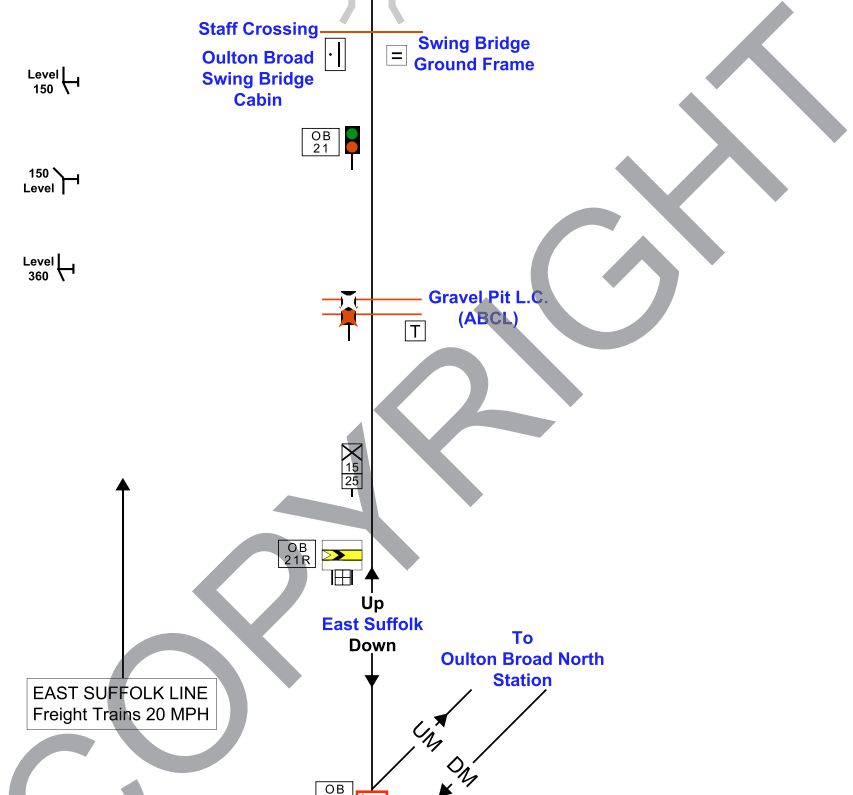 Staff Crossing
Oulton Broad
Swing Bridge
Cabin
Swing Bridge
Ground Frame
Level
150
OB
21
150
Level
Level
360
Gravel Pit L.C.
(ABCL)
T
15
25
OB
21R
Up
East Suffolk
Down
To
Oulton Broad North
Station
EAST SUFFOLK LINE
Freight Trains 20 MPH
UM
DM
OB
COPYRIGHT